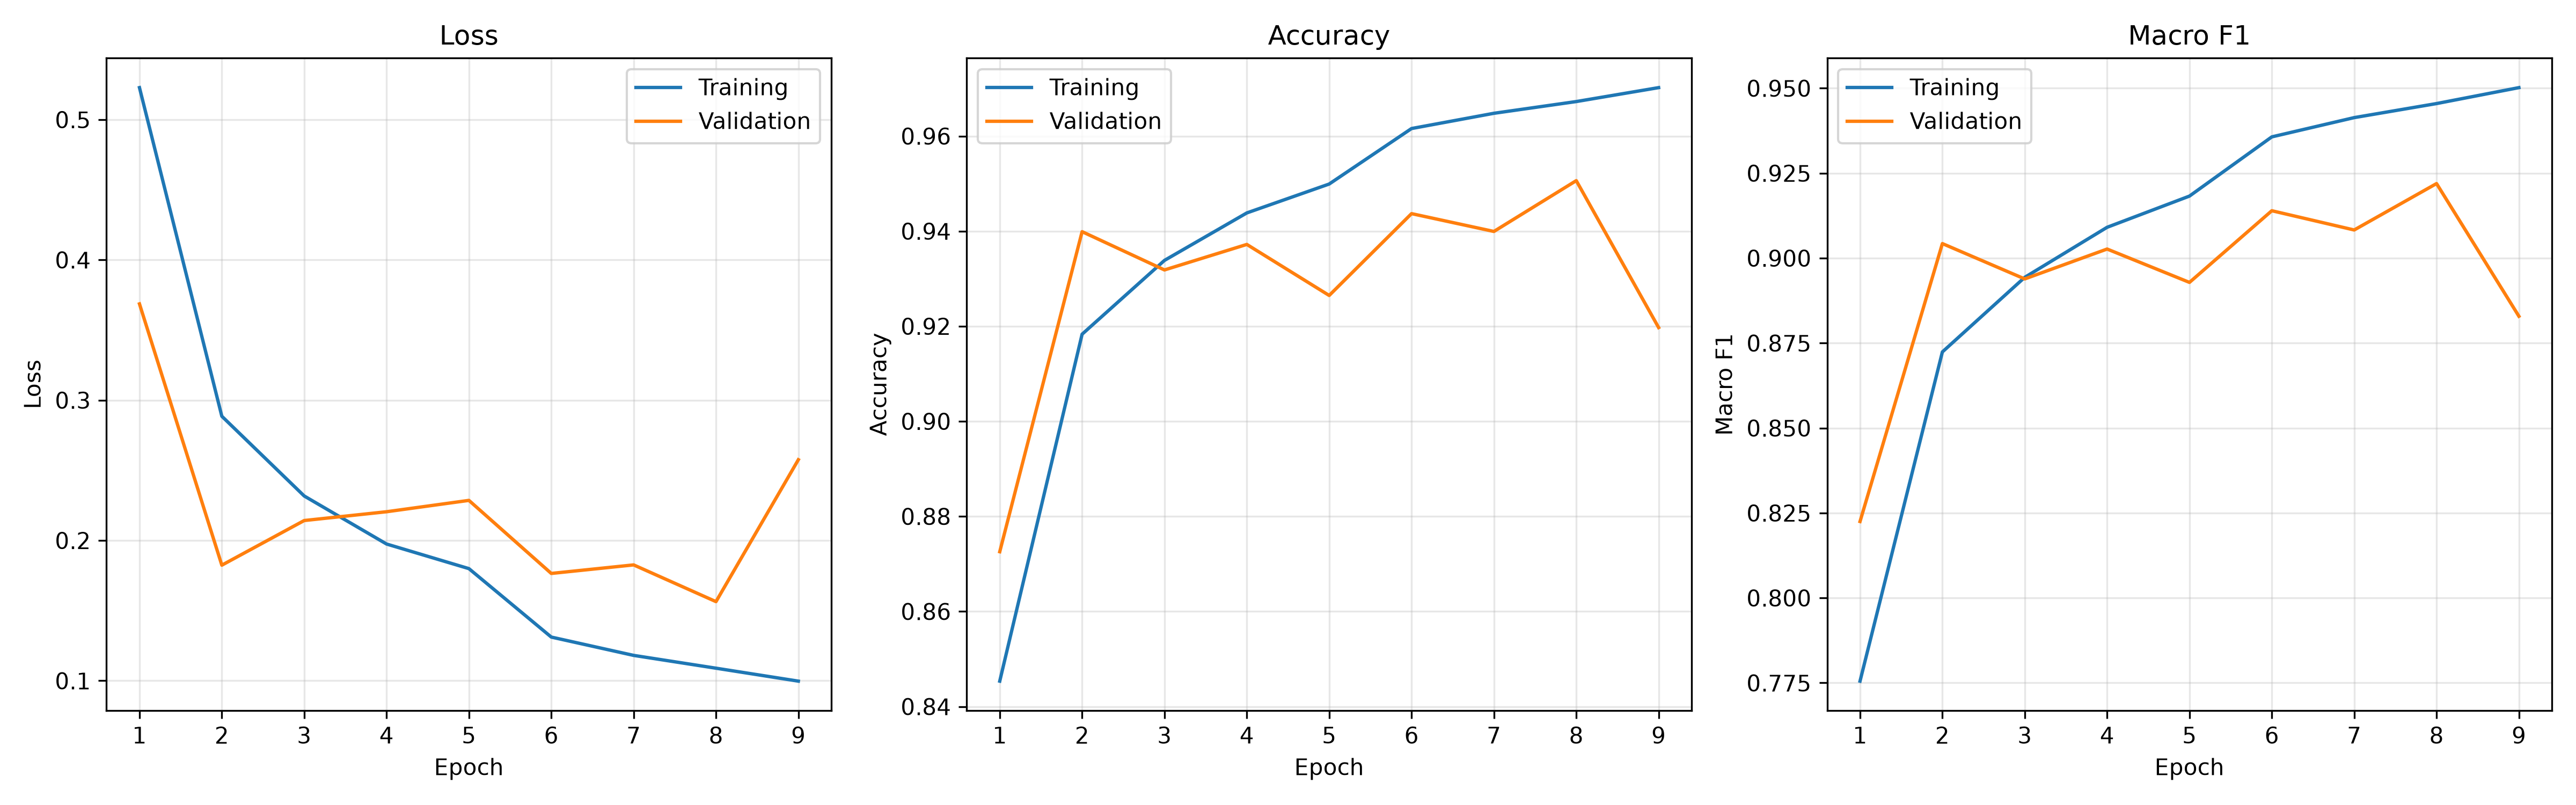 Loss
Training
Validation
0.5
0.4
0.3
0.2
0.1
Loss
1 2 3 4 5 6 7 8 9
Epoch
Accuracy
Training
Validation
0.96
0.94
0.92
0.90
0.88
0.86
0.84
Accuracy
1 2 3 4 5 6 7 8 9
Epoch
Macro F1
Training
Validation
0.950
0.925
0.900
0.875
0.850
0.825
0.800
0.775
Macro F1
1 2 3 4 5 6 7 8 9
Epoch